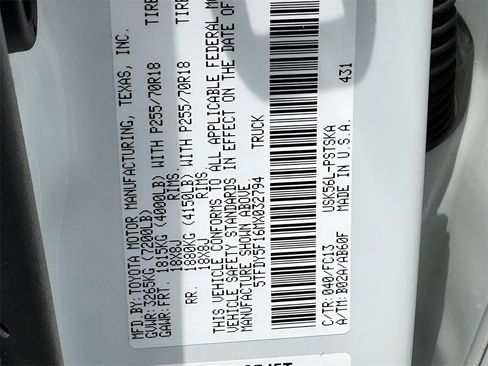 MFD.BY: TOYOTA MOTOR MANUFACTURING, TEXAS, INC.
GVWR: 3265KG (7200LB)
GAWR: FRT 1815KG (4000LB) WITH P255/70R18 TIRE
18X8J RIMS,
RR. 1880KG (4150LB) WITH P255/70R18 TIRE
18X8J RIMS,
THIS VEHICLE CONFORMS TO ALL APPLICABLE FEDERAL
VEHICLE SAFETY STANDARDS IN EFFECT ON THE DATE OF
MANUFACTURE SHOWN ABOVE.
5TFDY5F16MX032794 TRUCK
431
C/TR: 040/FC13 USK56L-PSTSKA
A/TM: B02A/AB60F MADE IN U.S.A.